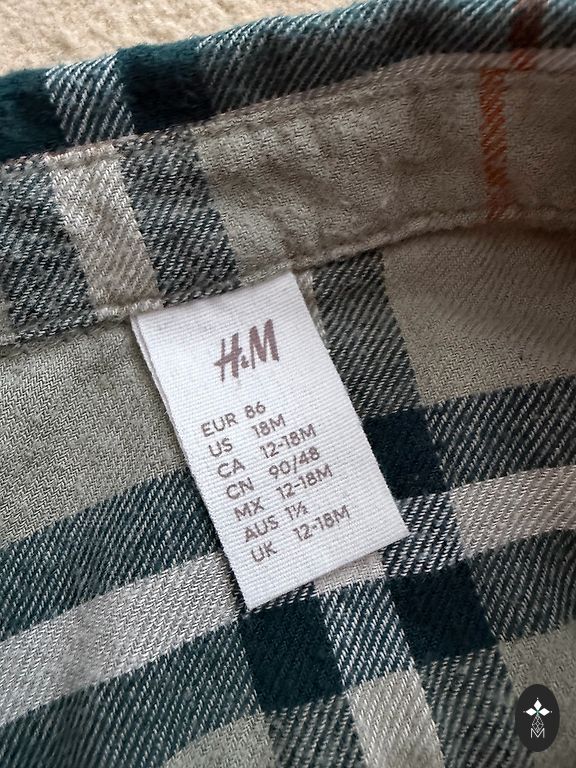 H&M
EUR 86
US 18M
CA 12-18M
CN 90/48
MX 12-18M
AUS 1½
UK 12-18M
M